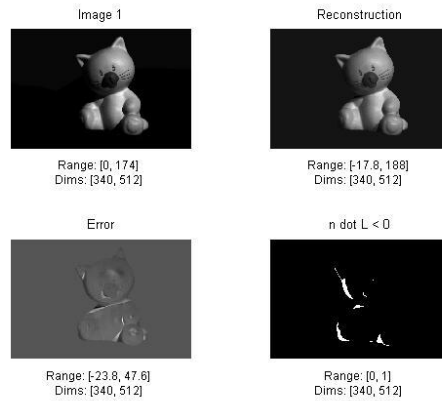 Image 1
Range: [0, 174]
Dims: [340, 512]
Reconstruction
Range: [-17.8, 188]
Dims: [340, 512]
Error
Range: [-23.8, 47.6]
Dims: [340, 512]
n dot L < 0
Range: [0, 1]
Dims: [340, 512]